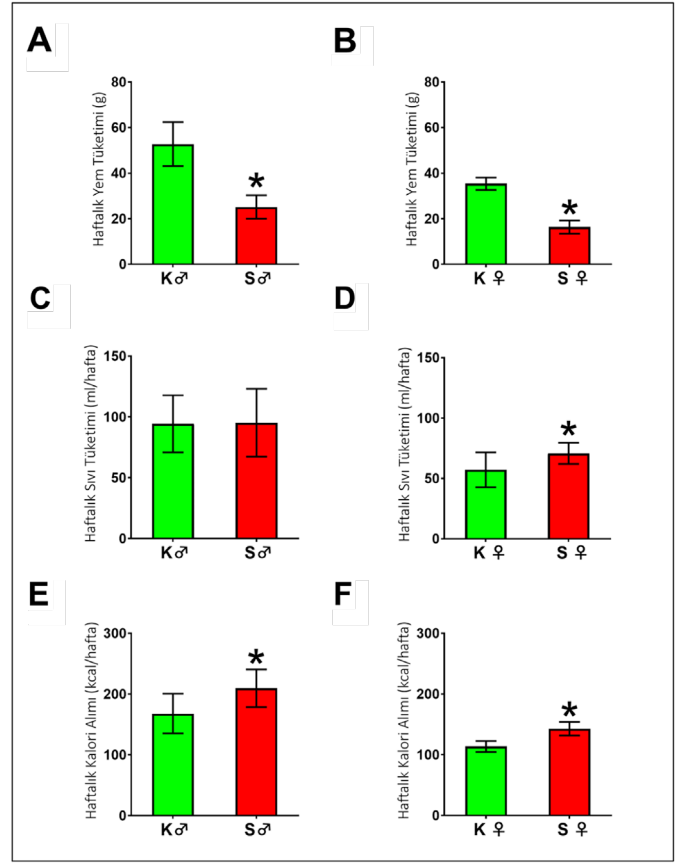 A
B
Haftalık Yem Tüketimi (g)
80
60
40
20
0
*
K♂
S♂
Haftalık Yem Tüketimi (g)
80
60
40
20
0
*
K ♀
S ♀
C
D
Haftalık Sıvı Tüketimi (ml/hafta)
150
100
50
0
K♂
S♂
Haftalık Sıvı Tüketimi (ml/hafta)
150
100
50
0
*
K ♀
S ♀
E
F
Haftalık Kalori Alımı (kcal/hafta)
300
200
100
0
*
K♂
S♂
Haftalık Kalori Alımı (kcal/hafta)
300
200
100
0
*
K ♀
S ♀